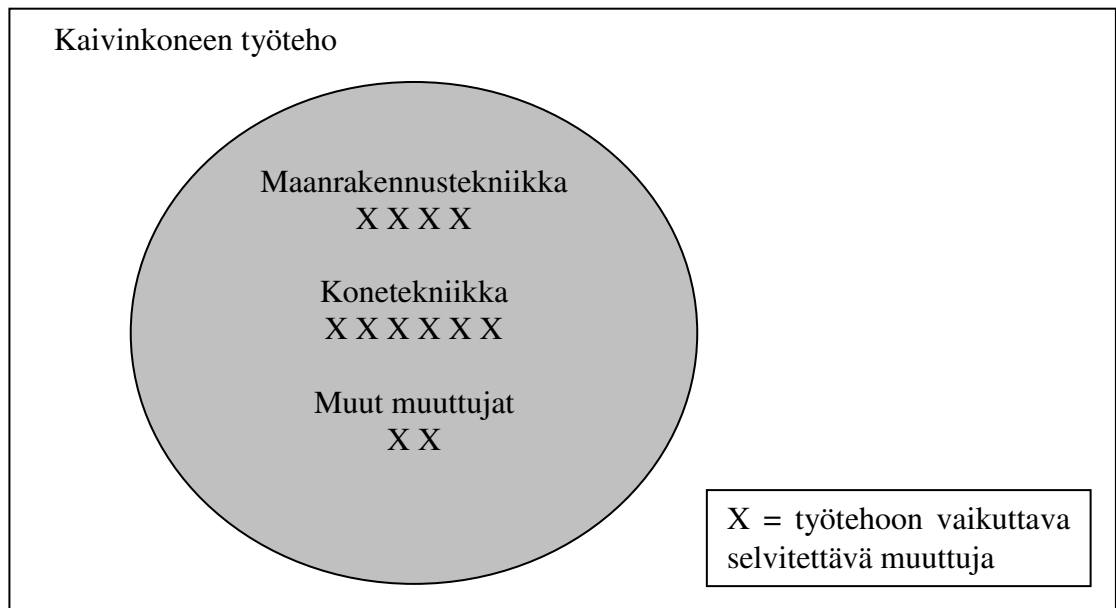 Kaivinkoneen työteho
Maanrakennustekniikka
X X X X
Konetekniikka
X X X X X X
Muut muuttujat
X X
X = työtehoon vaikuttava
selvitettävä muuttuja